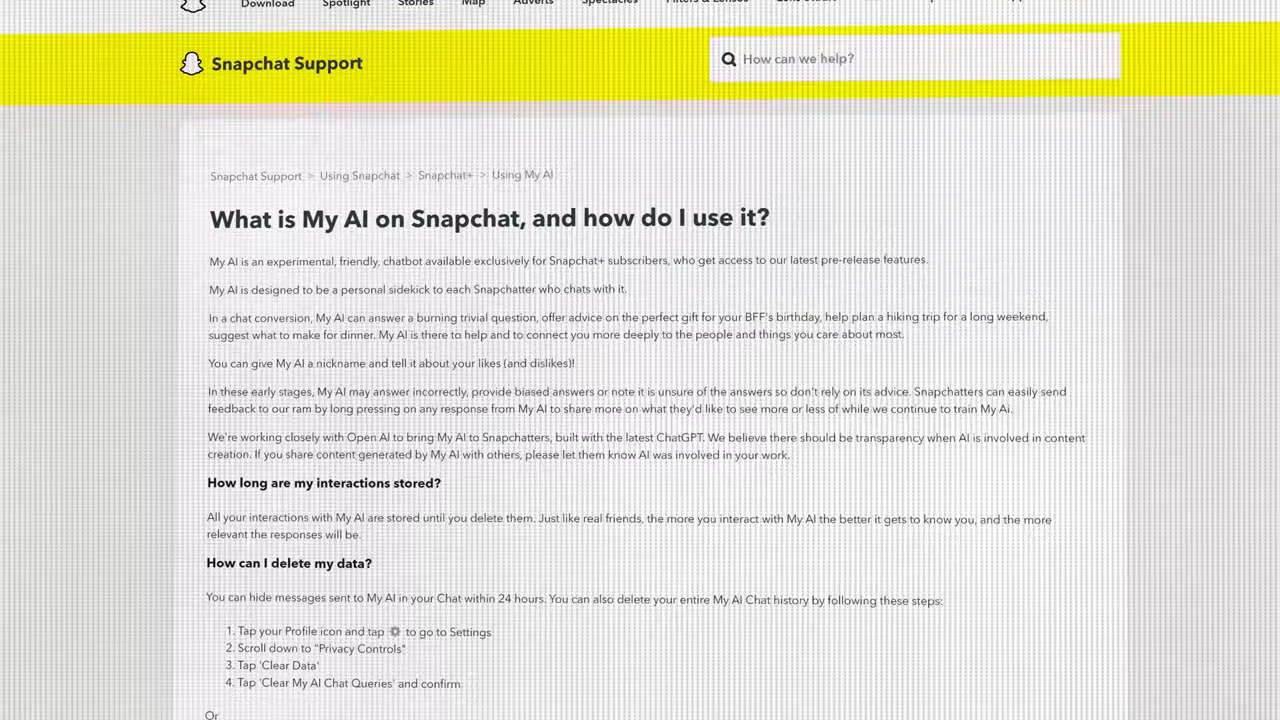 Download Spotlight Stories Map Adverts Spectacles
Snapchat Support
How can we help?
Snapchat Support > Using Snapchat > Snapchat+ > Using My AI
What is My AI on Snapchat, and how do I use it?
My AI is an experimental, friendly, chatbot available exclusively for Snapchat+ subscribers, who get access to our latest pre-release features.
My AI is designed to be a personal sidekick to each Snapchatter who chats with it.
In a chat conversion, My AI can answer a burning trivial question, offer advice on the perfect gift for your BFF's birthday, help plan a hiking trip for a long weekend,
suggest what to make for dinner. My AI is there to help and to connect you more deeply to the people and things you care about most.
You can give My AI a nickname and tell it about your likes (and dislikes)!
In these early stages, My AI may answer incorrectly, provide biased answers or note it is unsure of the answers so don't rely on its advice. Snapchatters can easily send
feedback to our ram by long pressing on any response from My AI to share more on what they'd like to see more or less of while we continue to train My Ai.
We're working closely with Open AI to bring My AI to Snapchatters, built with the latest ChatGPT. We believe there should be transparency when AI is involved in content
creation. If you share content generated by My AI with others, please let them know AI was involved in your work.
How long are my interactions stored?
All your interactions with My AI are stored until you delete them. Just like real friends, the more you interact with My AI the better it gets to know you, and the more
relevant the responses will be.
How can I delete my data?
You can hide messages sent to My AI in your Chat within 24 hours. You can also delete your entire My AI Chat history by following these steps:
1. Tap your Profile icon and tap to go to Settings
2. Scroll down to "Privacy Controls"
3. Tap 'Clear Data'
4. Tap 'Clear My AI Chat Queries' and confirm
Or